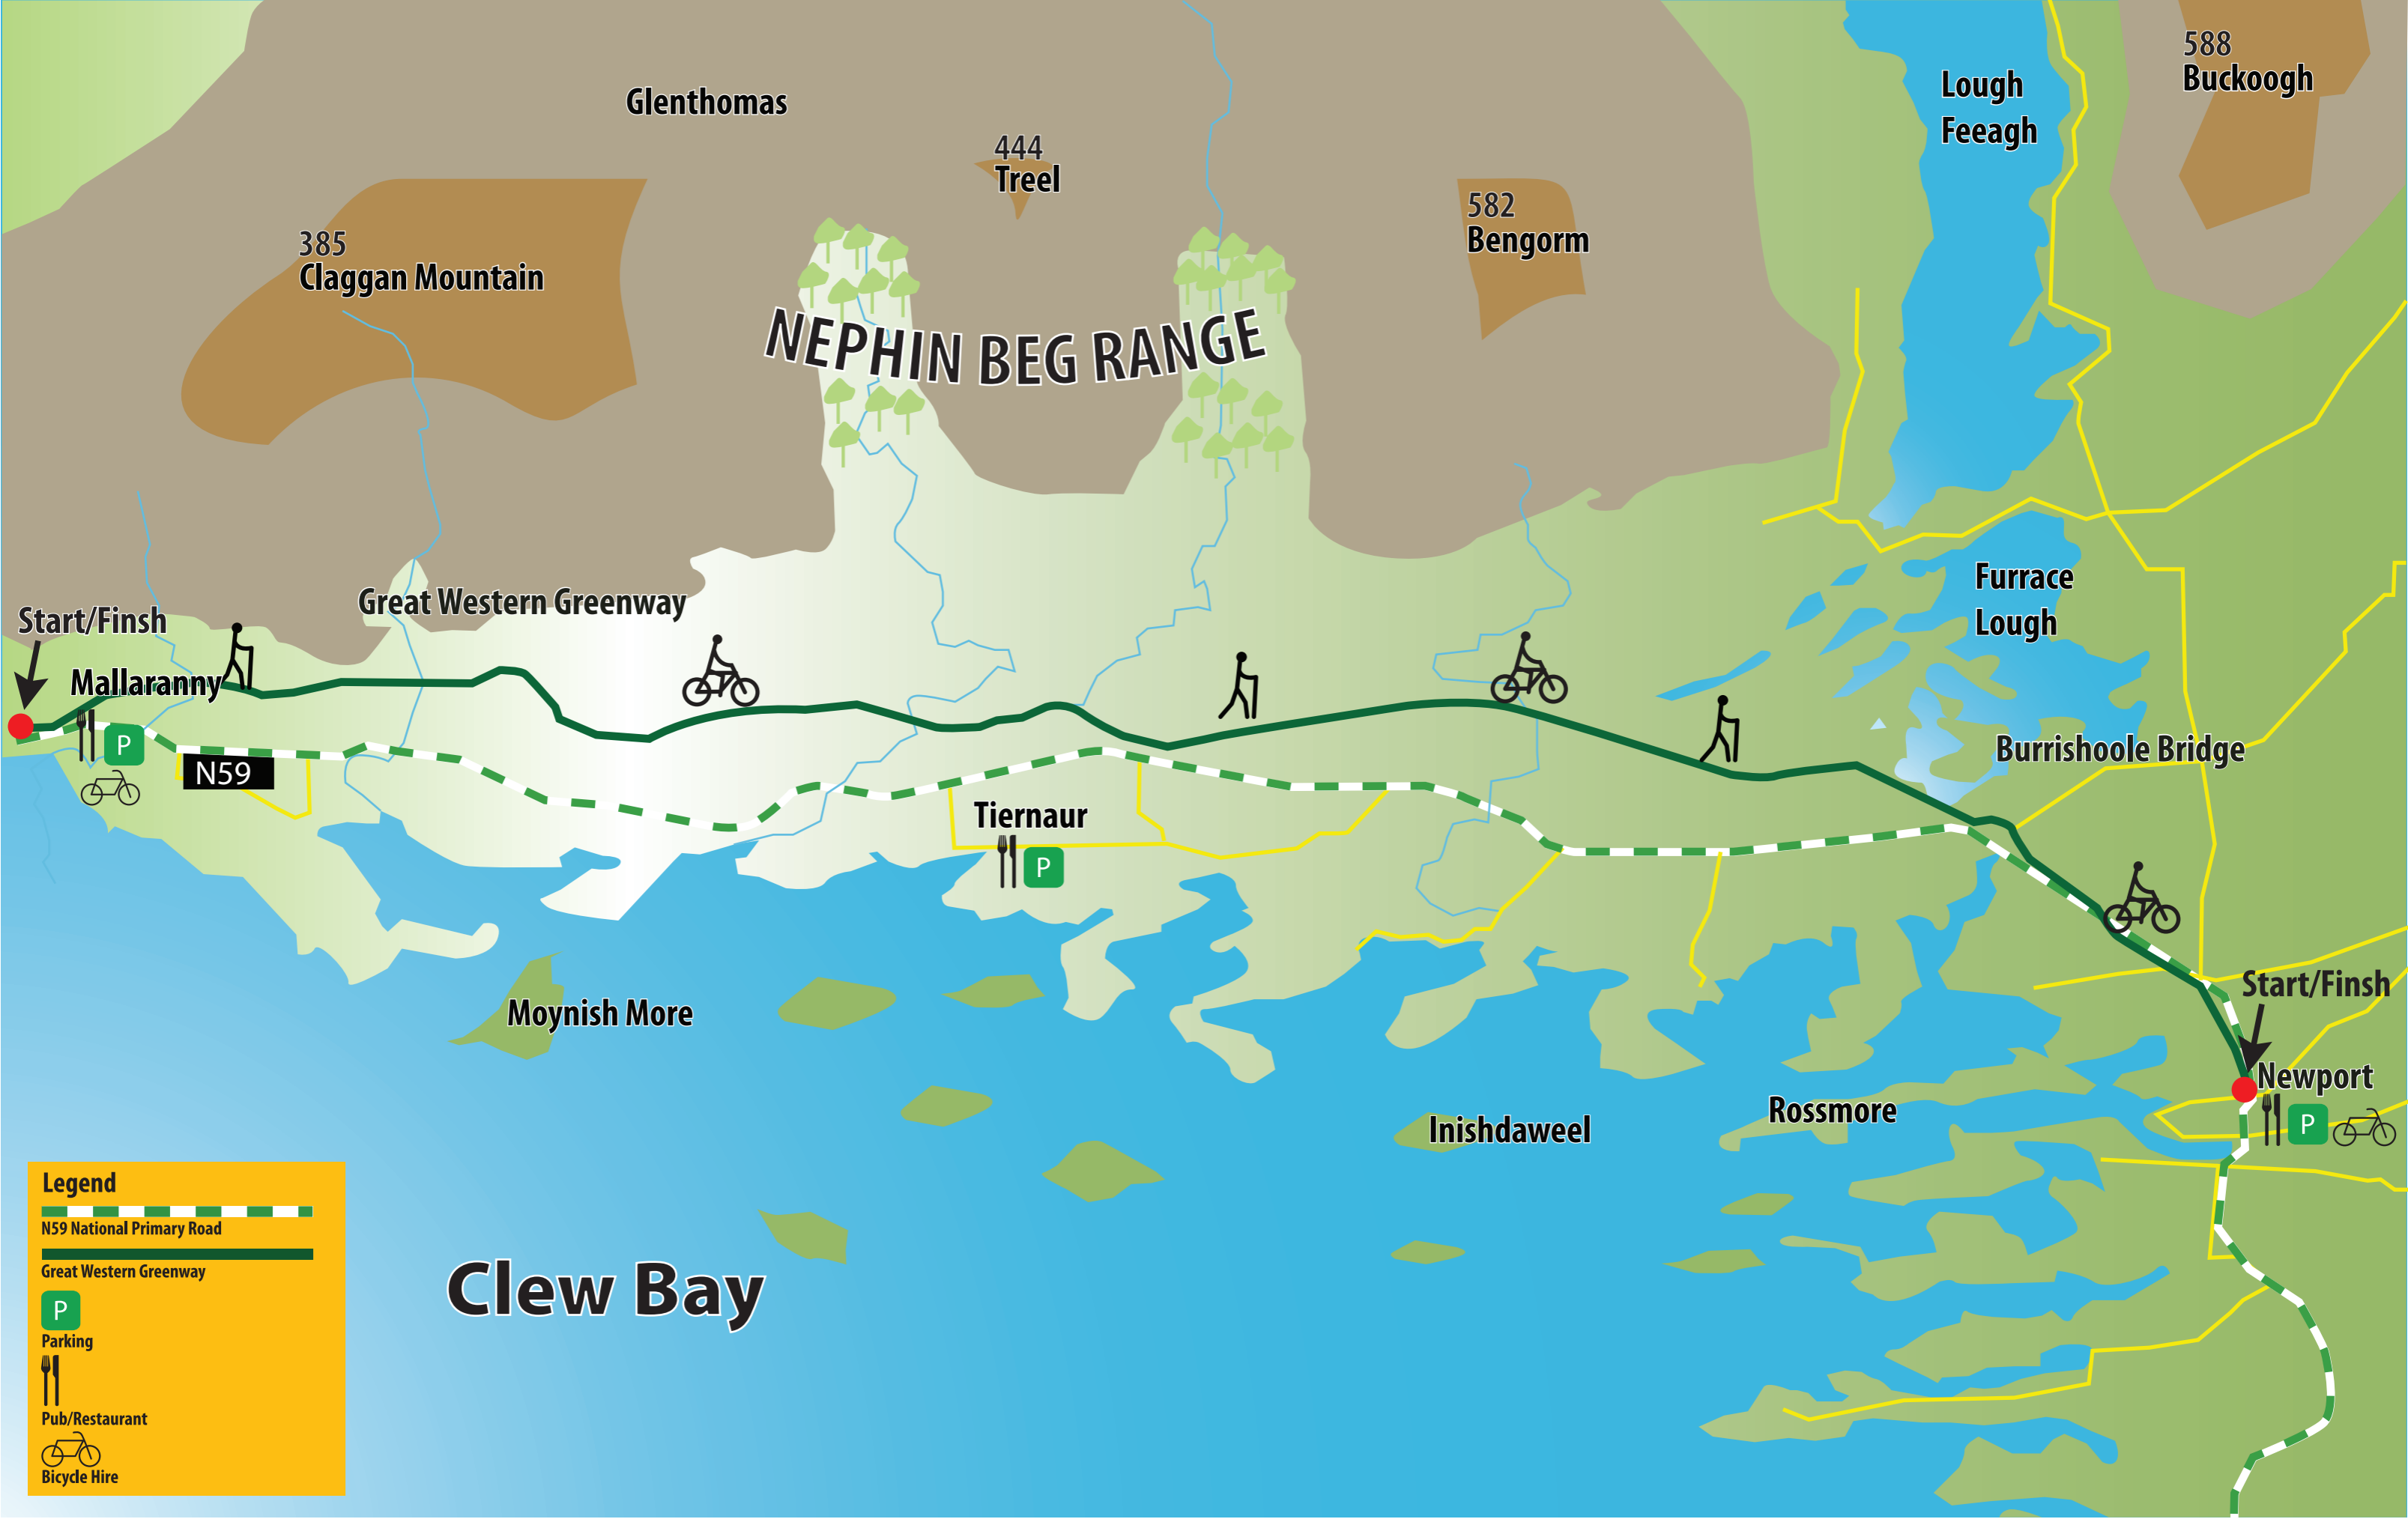 588
Buckoogh
Lough
Feeagh
Glenthomas
444
Treel
582
Bengorm
385
Claggan Mountain
NEPHIN BEG RANGE
Great Western Greenway
Furrace
Lough
Start/Finsh
Mallaranny
P
N59
Burrishoole Bridge
Tiernaur
P
Start/Finsh
Moynish More
Newport
P
Rossmore
Inishdaweel
Clew Bay
Legend
N59 National Primary Road
Great Western Greenway
P
Parking
Pub/Restaurant
Bicycle Hire